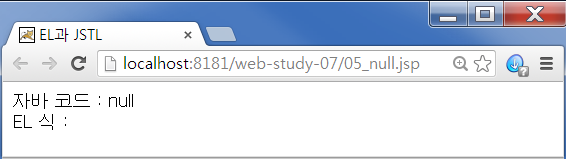 EL과 JSTL
localhost:8181/web-study-07/05_null.jsp
자바 코드 : null
EL 식 :